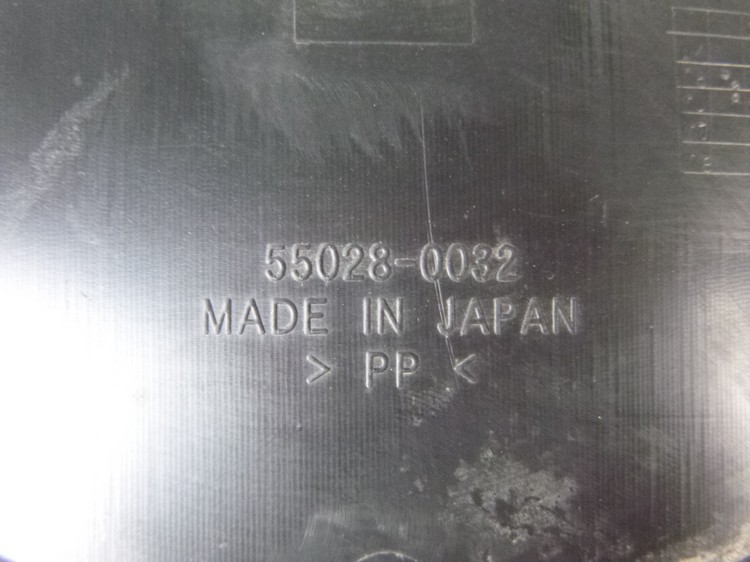 55028-0032
MADE IN JAPAN
> PP <